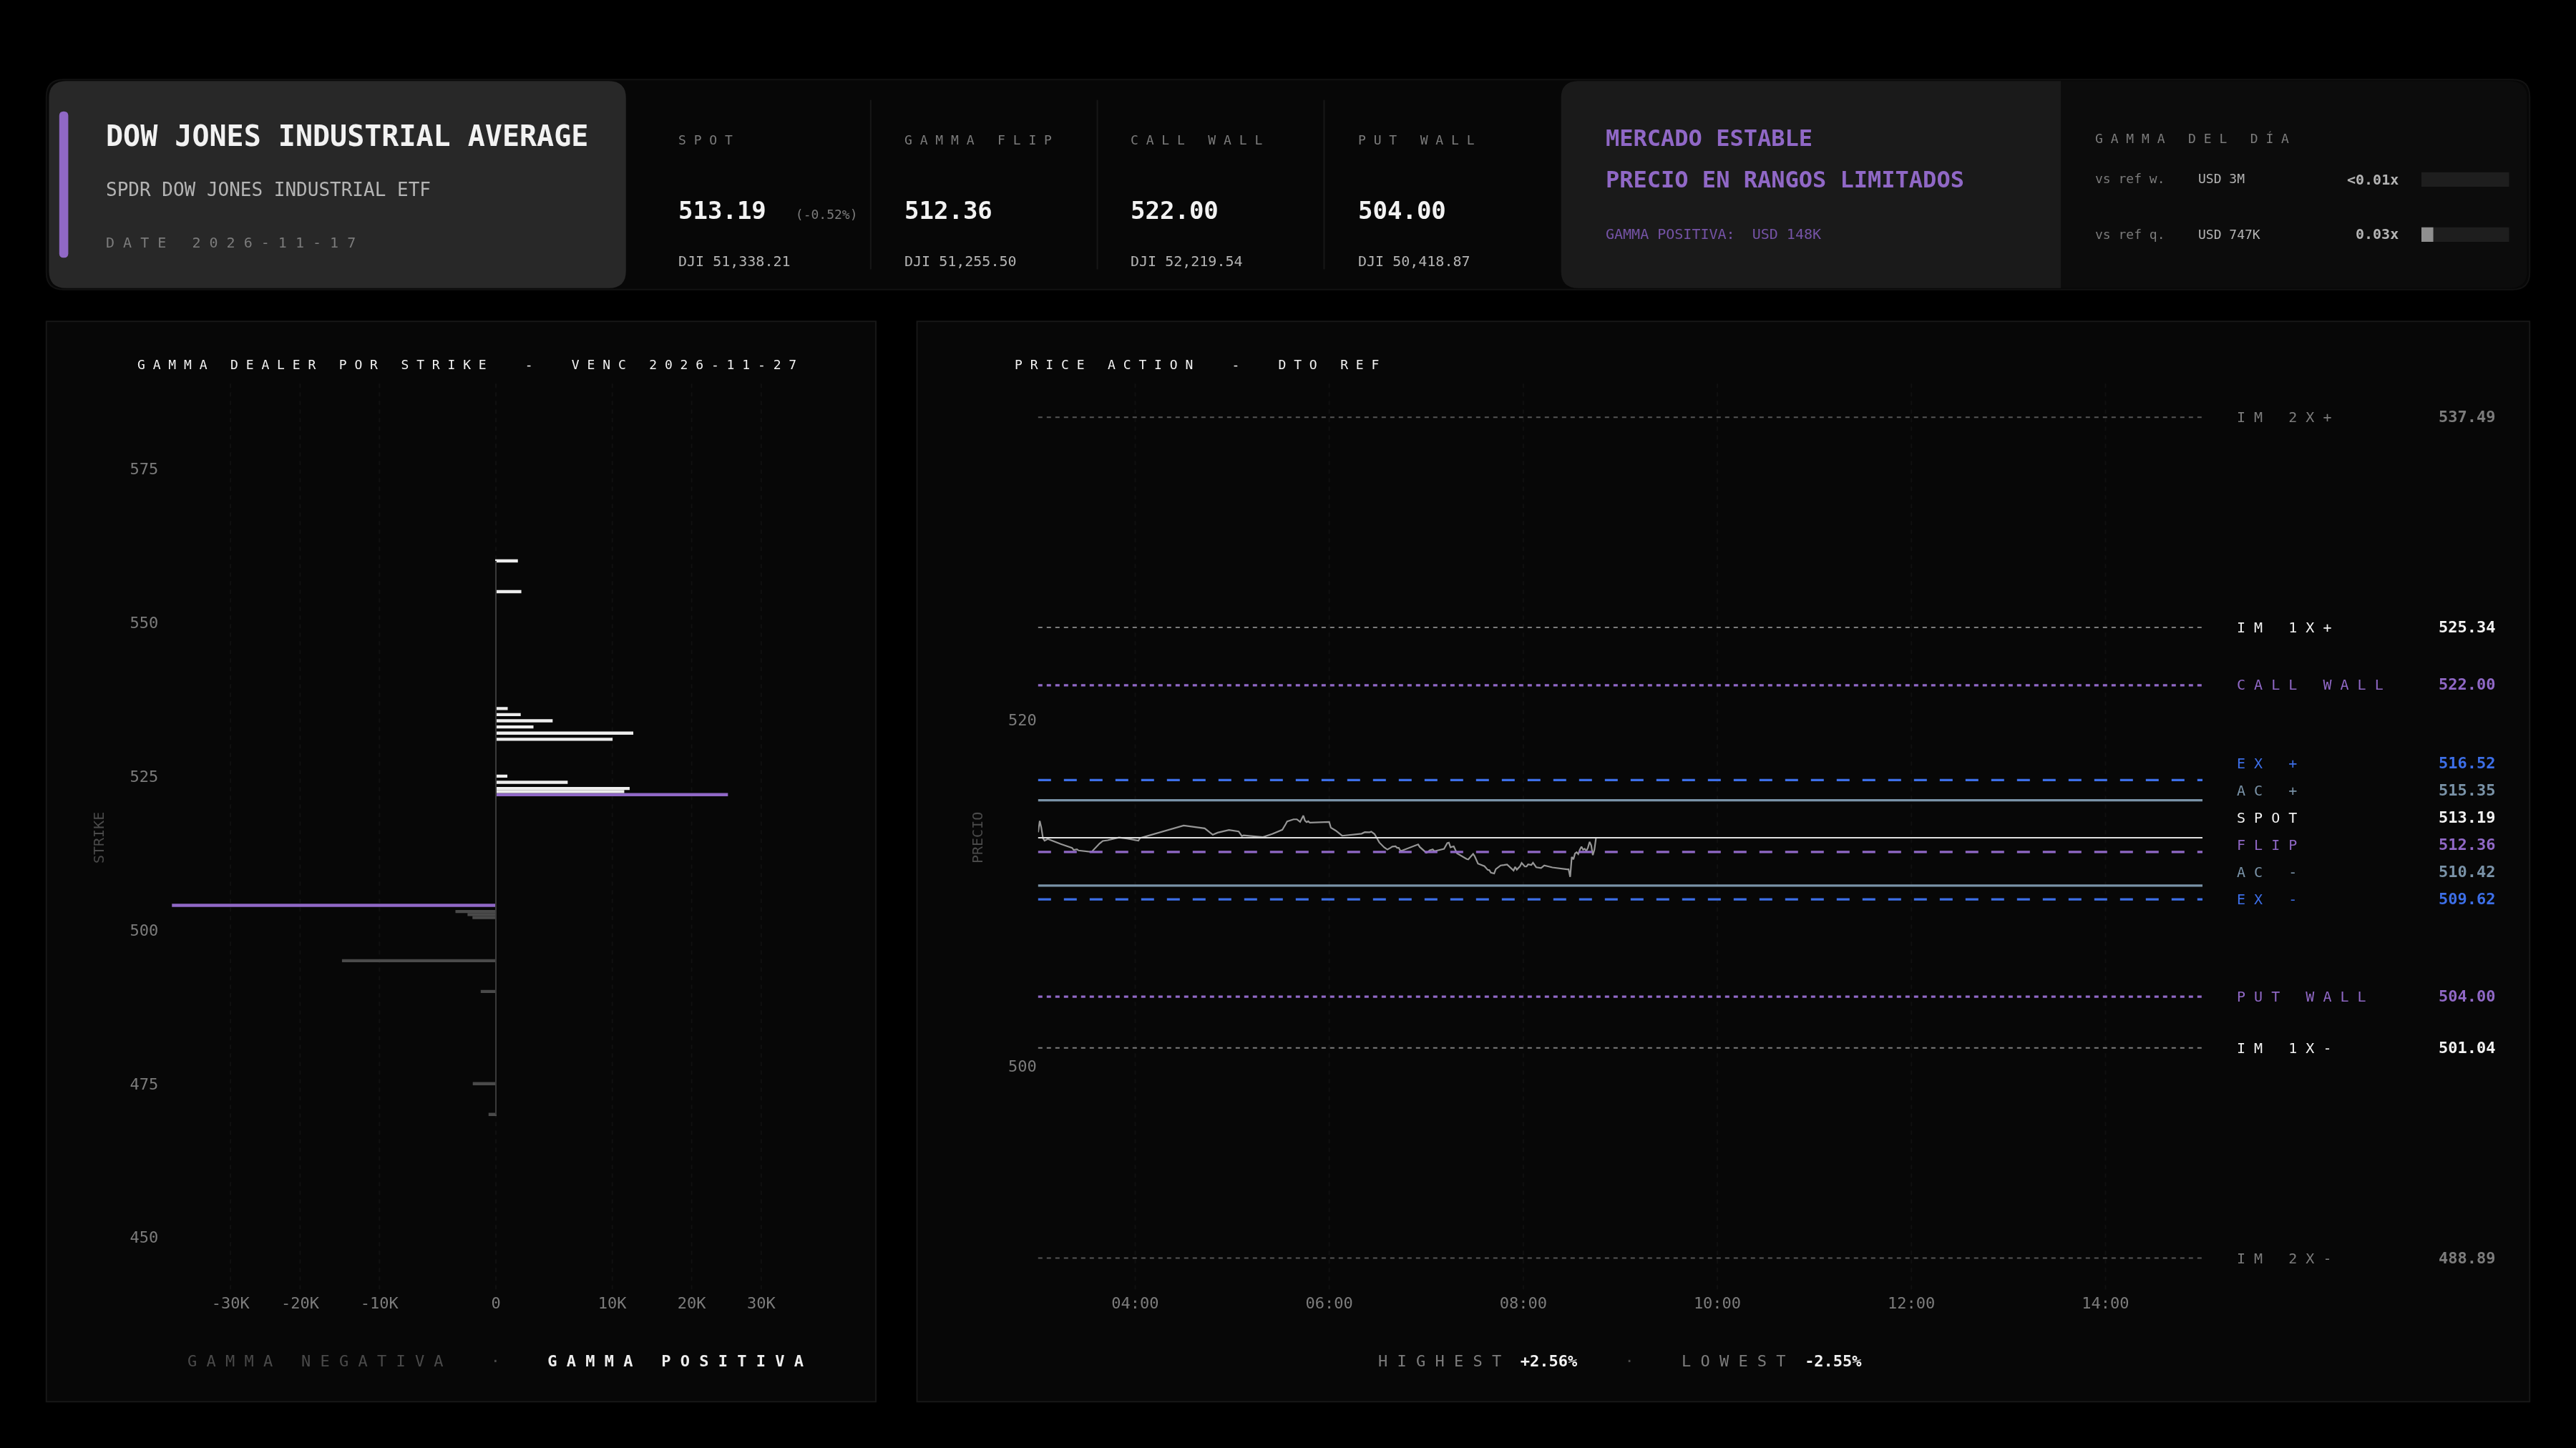 DOW JONES INDUSTRIAL AVERAGE
SPDR DOW JONES INDUSTRIAL ETF
DATE 2026-11-17
SPOT
513.19 (-0.52%)
DJI 51,338.21
GAMMA FLIP
512.36
DJI 51,255.50
CALL WALL
522.00
DJI 52,219.54
PUT WALL
504.00
DJI 50,418.87
MERCADO ESTABLE
PRECIO EN RANGOS LIMITADOS
GAMMA POSITIVA: USD 148K
GAMMA DEL DÍA
vs ref w. USD 3M <0.01x
vs ref q. USD 747K 0.03x
GAMMA DEALER POR STRIKE - VENC 2026-11-27
575
550
525
500
475
450
STRIKE
-30K -20K -10K 0 10K 20K 30K
GAMMA NEGATIVA · GAMMA POSITIVA
PRICE ACTION - DTO REF
520
500
PRECIO
IM 2X+ 537.49
IM 1X+ 525.34
CALL WALL 522.00
EX + 516.52
AC + 515.35
SPOT 513.19
FLIP 512.36
AC - 510.42
EX - 509.62
PUT WALL 504.00
IM 1X- 501.04
IM 2X- 488.89
04:00 06:00 08:00 10:00 12:00 14:00
HIGHEST +2.56% · LOWEST -2.55%